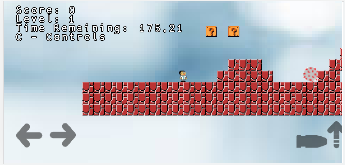 Score: 0
Level: 1
Time Remaining: 175.21
C - Controls
? ?